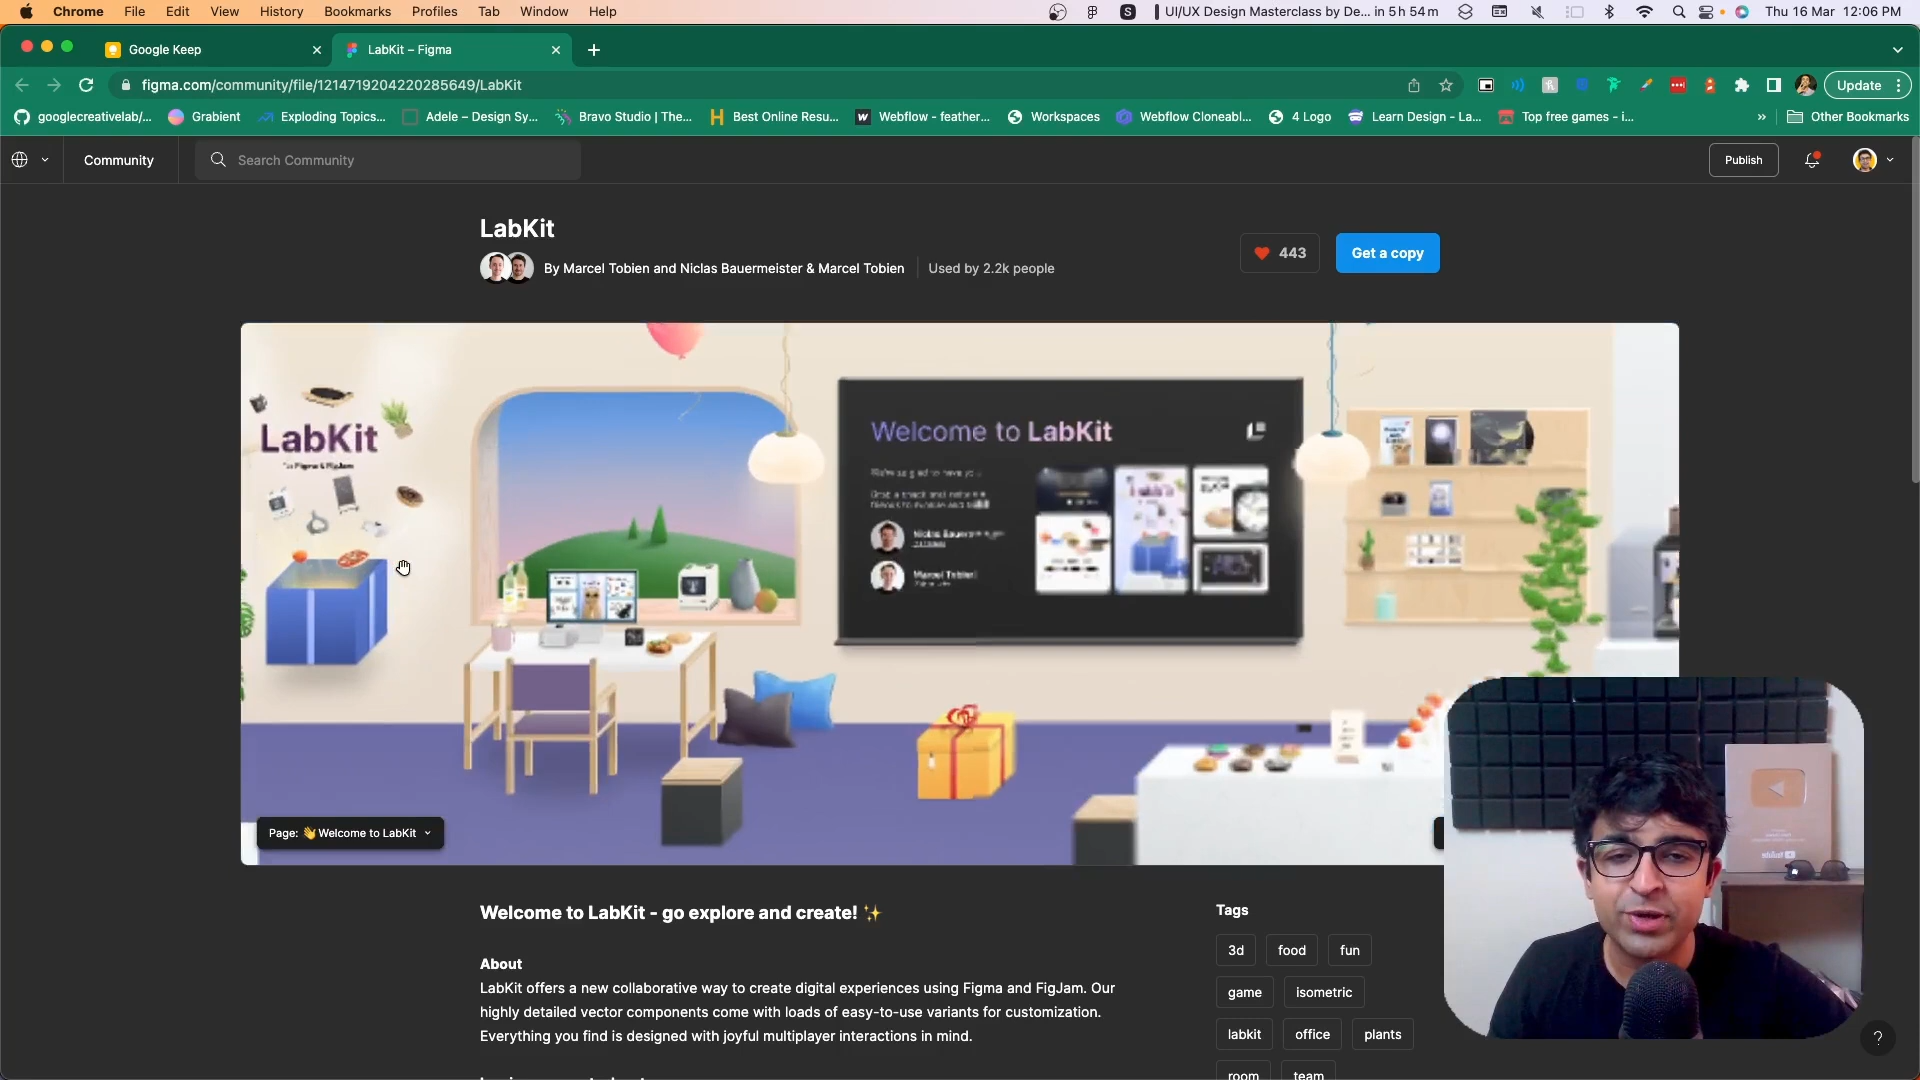 Chrome File Edit View History Bookmarks Profiles Tab Window Help
UI/UX Design Masterclass by De... in 5 h 54 m Thu 16 Mar 12:06 PM
Google Keep
LabKit – Figma
figma.com/community/file/1214719204220285649/LabKit
Update
googlecreativelab/... Grabient Exploding Topics... Adele – Design Sy... Bravo Studio | The... Best Online Resu... Webflow - feather... Workspaces Webflow Cloneabl... 4 Logo Learn Design - La... Top free games - i... » Other Bookmarks
Community
Search Community
Publish
LabKit
By Marcel Tobien and Niclas Bauermeister & Marcel Tobien
Used by 2.2k people
443
Get a copy
LabKit
for Figma & FigJam
Welcome to LabKit
Marcel Tobien
Page: 👋 Welcome to LabKit
Welcome to LabKit - go explore and create! ✨
About
LabKit offers a new collaborative way to create digital experiences using Figma and FigJam. Our
highly detailed vector components come with loads of easy-to-use variants for customization.
Everything you find is designed with joyful multiplayer interactions in mind.
Tags
3d food fun
game isometric
labkit office plants
room team
?